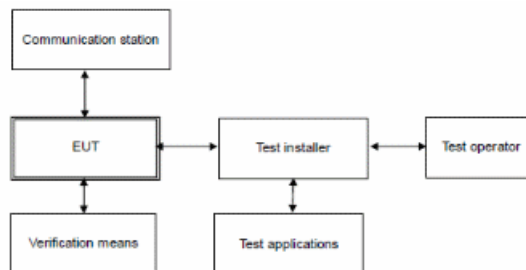 Communication station
EUT
Test installer
Test operator
Verification means
Test applications